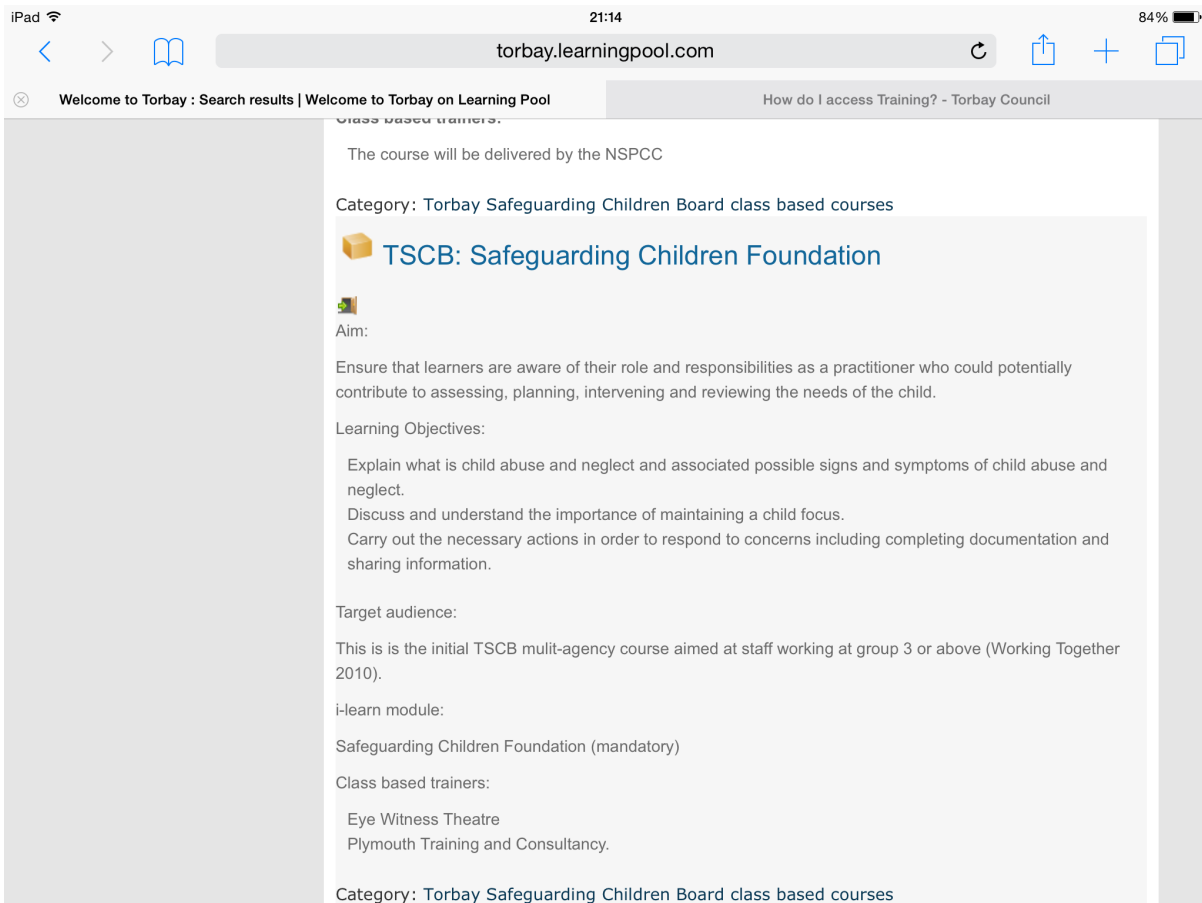 iPad 21:14 84%
torbay.learningpool.com
Welcome to Torbay : Search results | Welcome to Torbay on Learning Pool
How do I access Training? - Torbay Council
Class based trainers:
The course will be delivered by the NSPCC
Category: Torbay Safeguarding Children Board class based courses
TSCB: Safeguarding Children Foundation
Aim:
Ensure that learners are aware of their role and responsibilities as a practitioner who could potentially
contribute to assessing, planning, intervening and reviewing the needs of the child.
Learning Objectives:
Explain what is child abuse and neglect and associated possible signs and symptoms of child abuse and
neglect.
Discuss and understand the importance of maintaining a child focus.
Carry out the necessary actions in order to respond to concerns including completing documentation and
sharing information.
Target audience:
This is is the initial TSCB mulit-agency course aimed at staff working at group 3 or above (Working Together
2010).
i-learn module:
Safeguarding Children Foundation (mandatory)
Class based trainers:
Eye Witness Theatre
Plymouth Training and Consultancy.
Category: Torbay Safeguarding Children Board class based courses